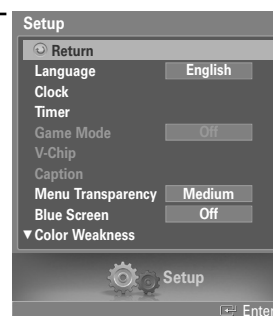 Setup
Return
Language English
Clock
Timer
Game Mode Off
V-Chip
Caption
Menu Transparency Medium
Blue Screen Off
▼ Color Weakness
Setup
Enter